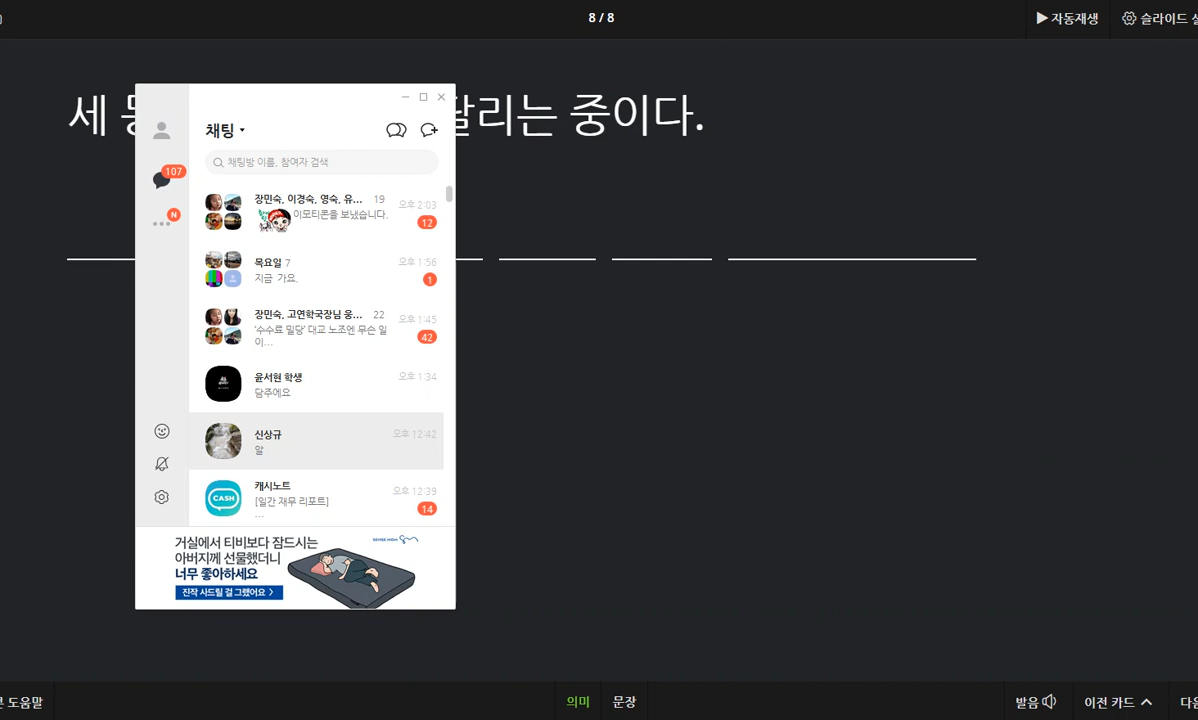 8 / 8
자동재생
슬라이드
세
달리는 중이다.
채팅
채팅방 이름, 참여자 검색
107
N
장민숙, 이경숙, 영숙, 유... 19
오후 2:03
이모티콘을 보냈습니다.
12
목요일 7
오후 1:56
지금 가요.
1
장민숙, 고연학국장님 웅... 22
오후 1:45
'수수료 밀당' 대교 노조엔 무슨 일
이...
42
윤서현 학생
오후 1:34
담주에요
신상규
오후 12:42
알
CASH
캐시노트
오후 12:39
[일간 재무 리포트]
...
14
거실에서 티비보다 잠드시는
아버지께 선물했더니
너무 좋아하세요
진작 사드릴 걸 그랬어요 >
도움말
의미
문장
발음
이전 카드